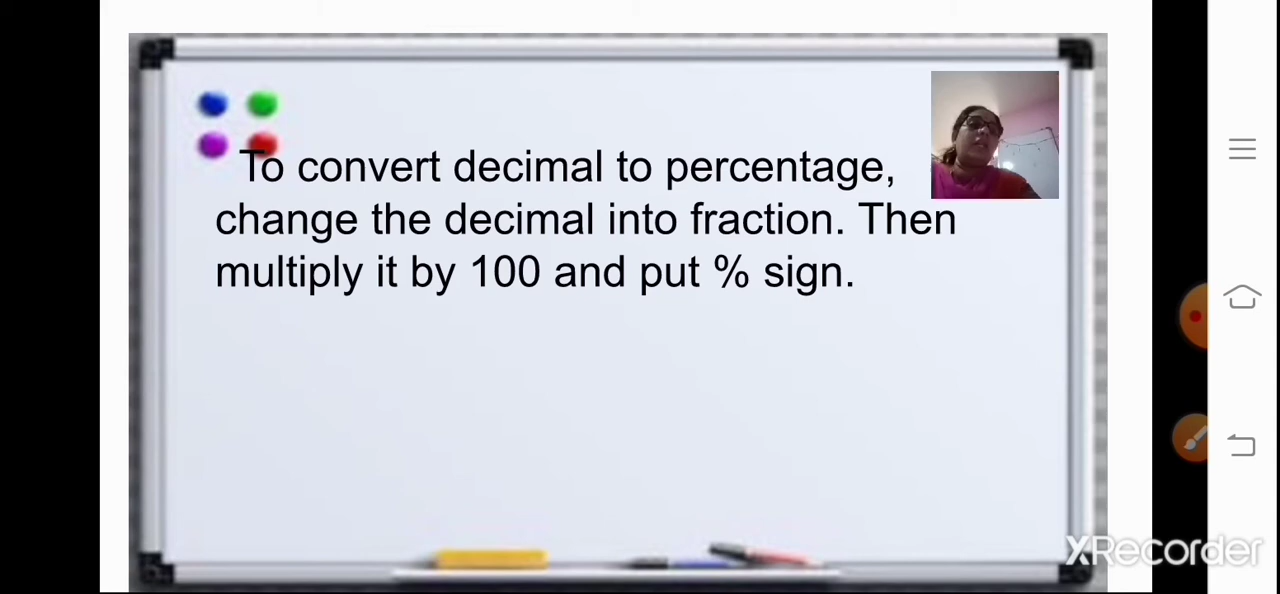 To convert decimal to percentage,
change the decimal into fraction. Then
multiply it by 100 and put % sign.
XRecorder